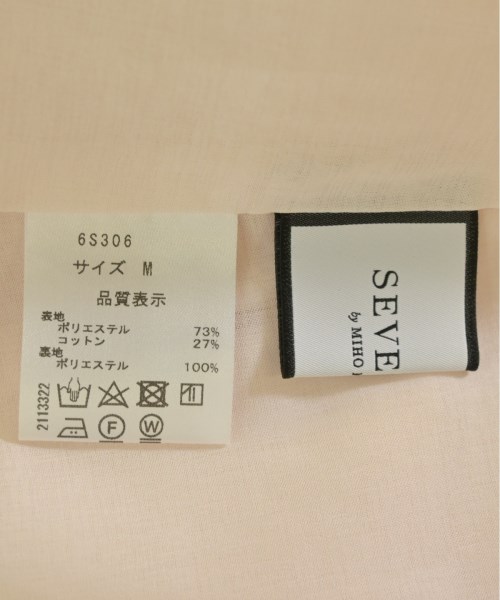 6S306
サイズ M
品質表示
表地
ポリエステル 73%
コットン 27%
裏地
ポリエステル 100%
2113322
F
W
SEVE
by MIHO